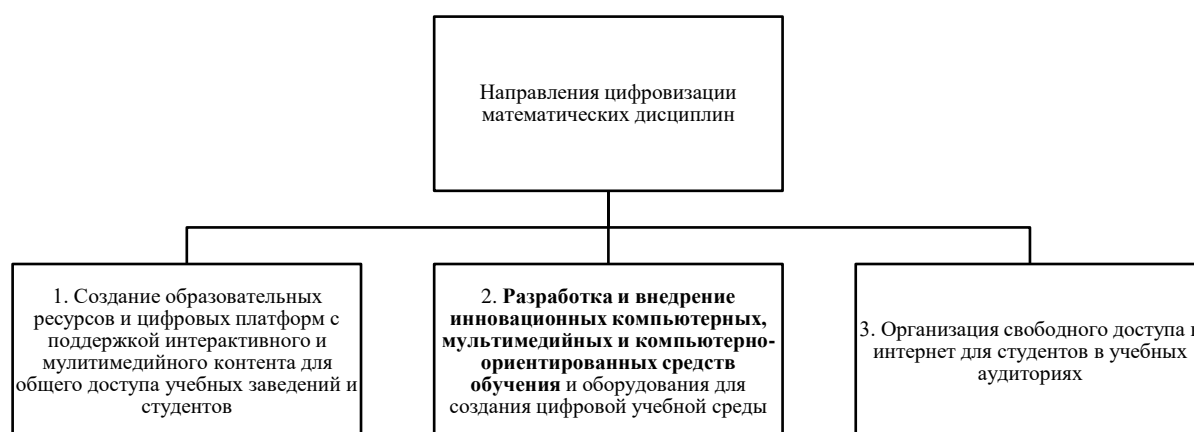 Направления цифровизации
математических дисциплин
1. Создание образовательных
ресурсов и цифровых платформ с
поддержкой интерактивного и
мулитимедийного контента для
общего доступа учебных заведений и
студентов
2. Разработка и внедрение
инновационных компьютерных,
мультимедийных и компьютерно-
ориентированных средств
обучения и оборудования для
создания цифровой учебной среды
3. Организация свободного доступа
интернет для студентов в учебных
аудиториях